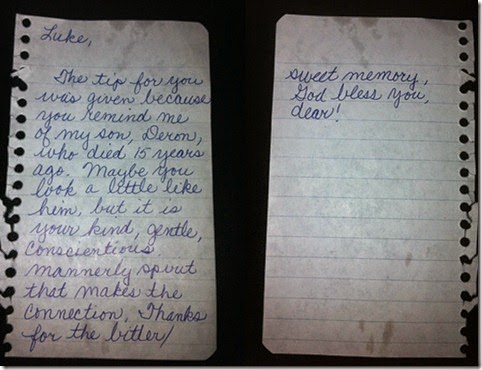 Luke,
The tip for you
was given because
you remind me
of my son, Deron,
who died 15 years
ago. Maybe you
look a little like
him, but it is
your kind, gentle,
conscientious
mannerly spirit
that makes the
connection. Thanks
for the bitter/
sweet memory,
God bless you,
dear!